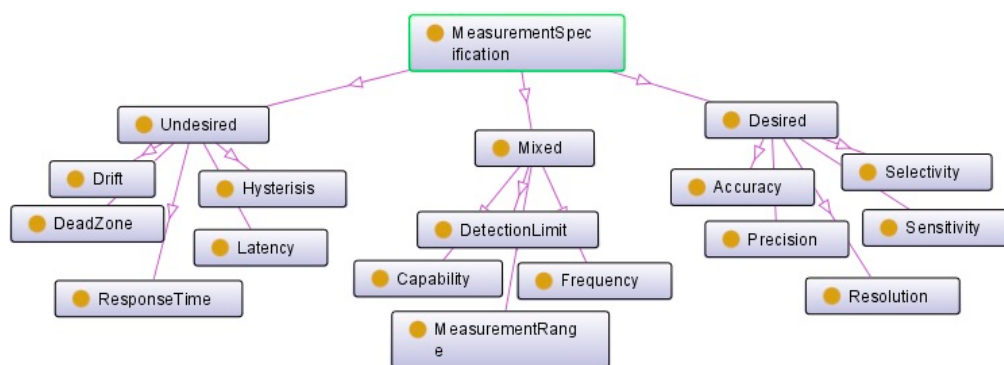 MeasurementSpec
ification
Undesired
Desired
Mixed
Drift
Hysterisis
Accuracy
Selectivity
DeadZone
Latency
DetectionLimit
Precision
Sensitivity
Capability
Frequency
ResponseTime
Resolution
MeasurementRang
e